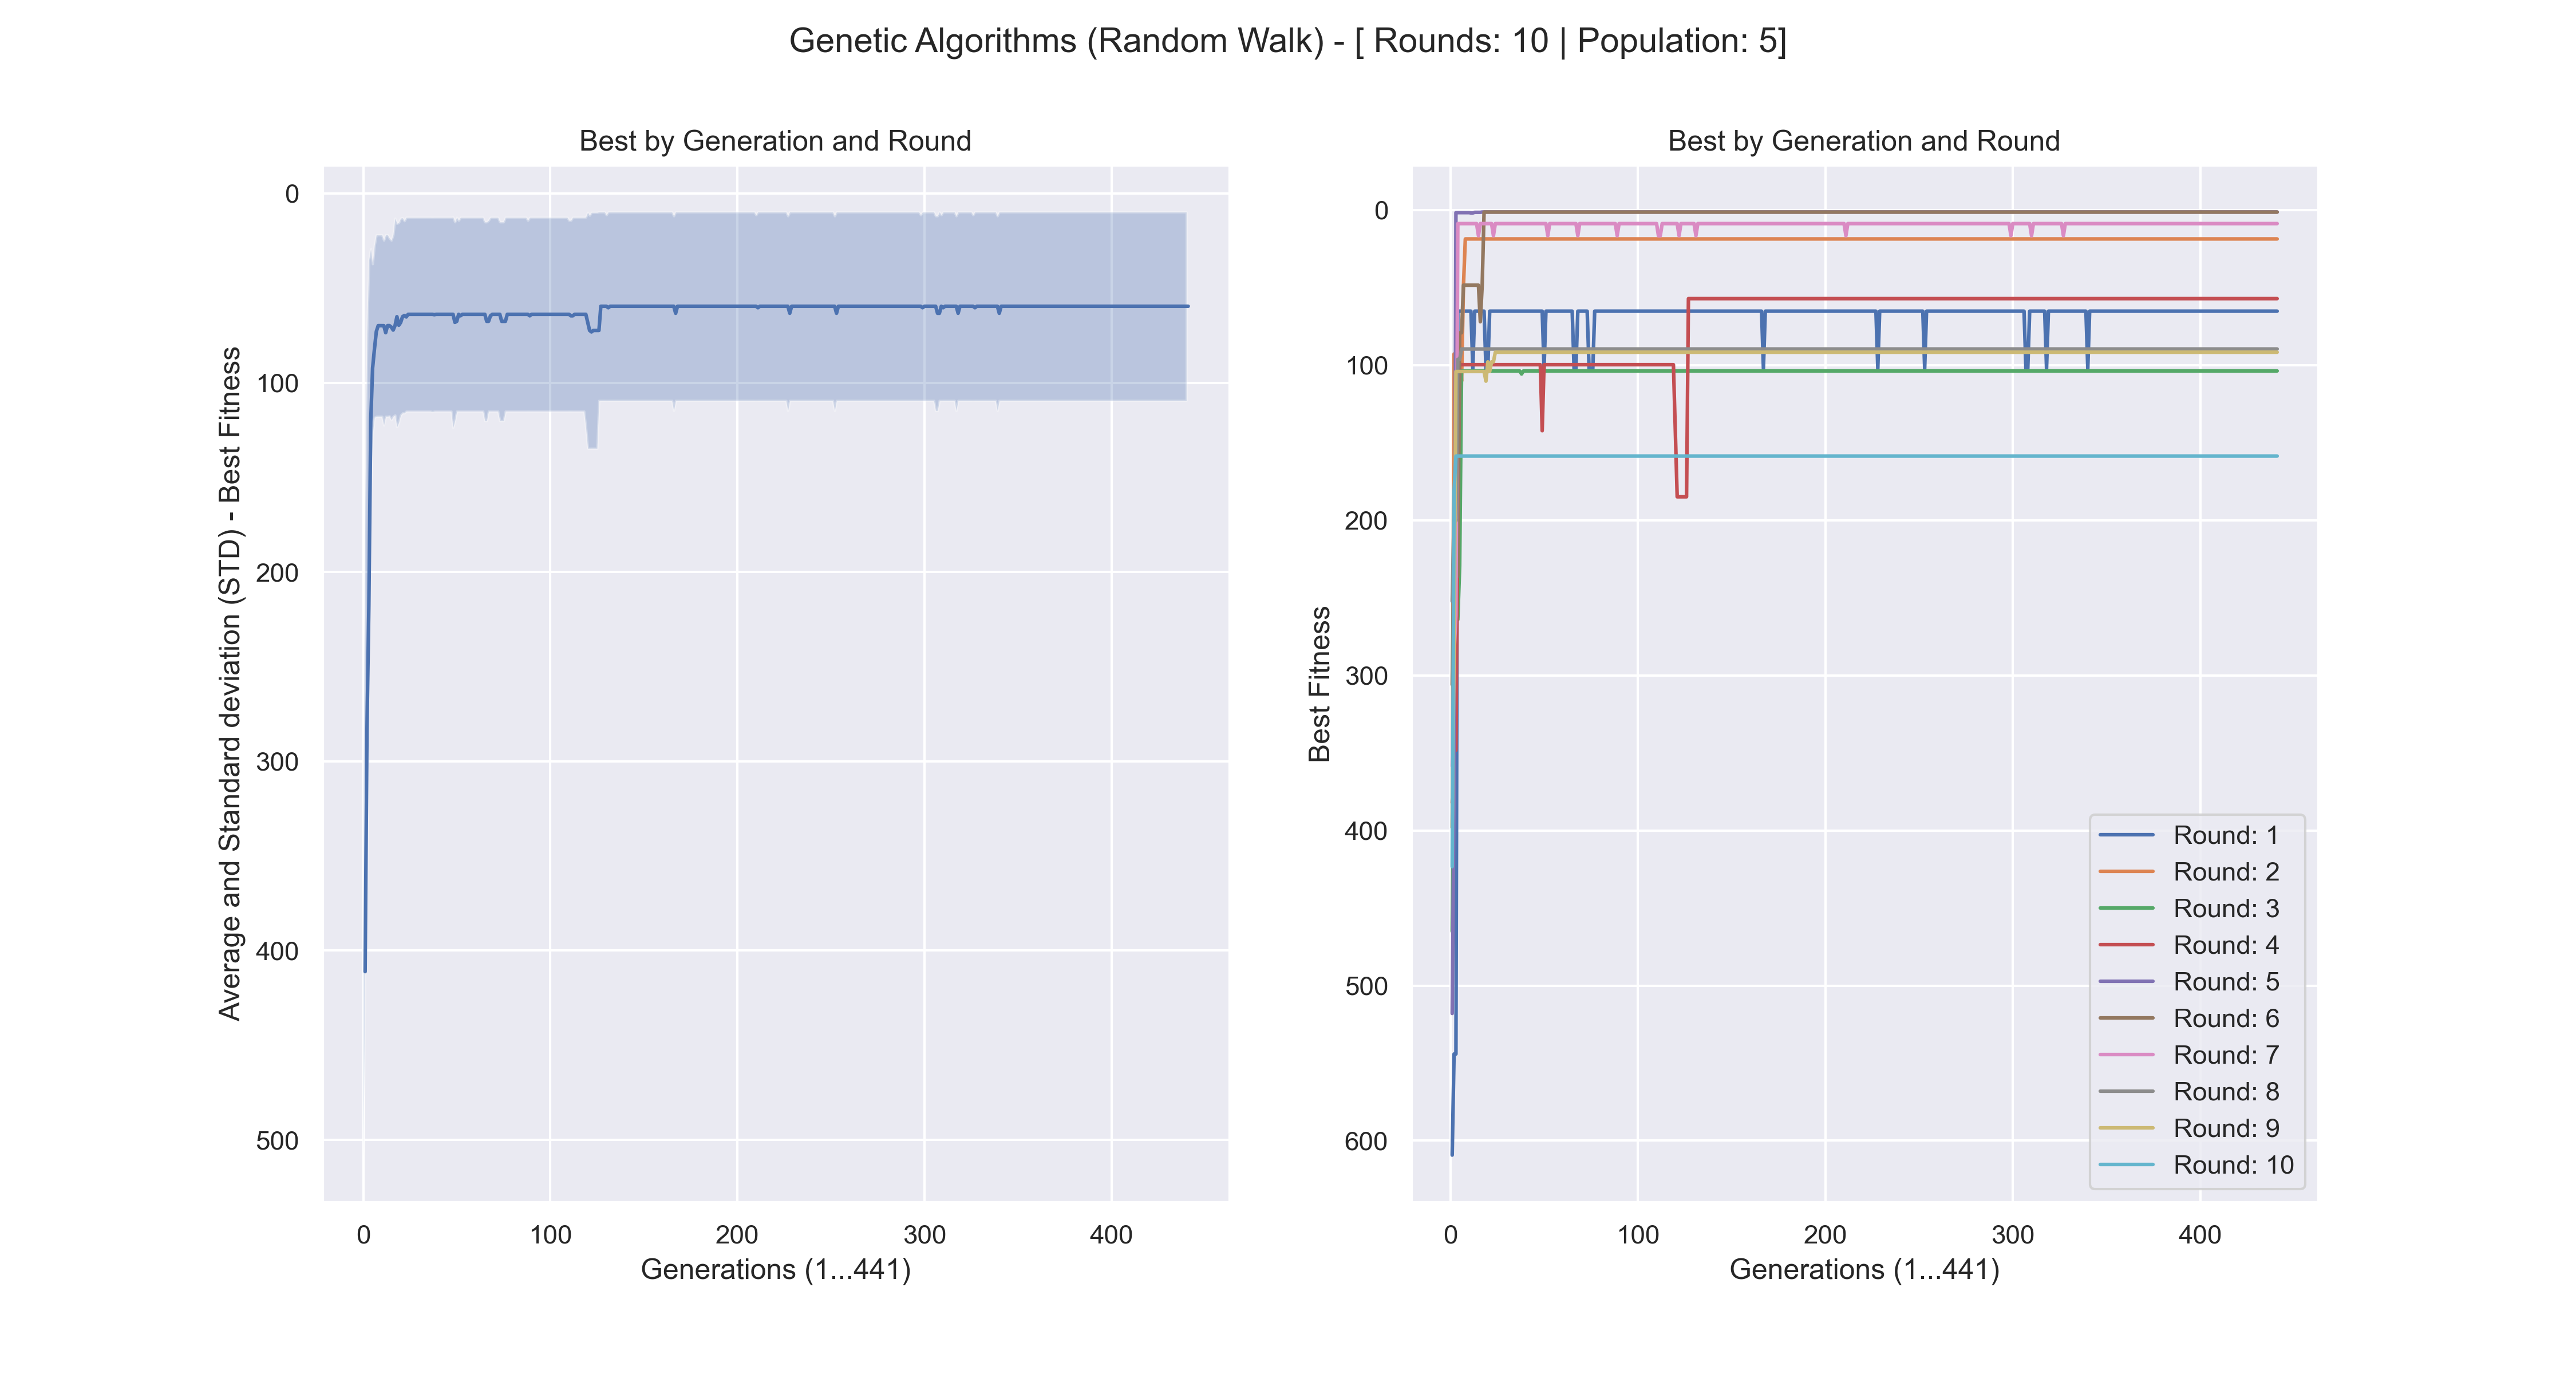 Genetic Algorithms (Random Walk) - [ Rounds: 10 | Population: 5]
Best by Generation and Round
Average and Standard deviation (STD) - Best Fitness
0
100
200
300
400
500
0
100
200
300
400
Generations (1...441)
Best by Generation and Round
Best Fitness
0
100
200
300
400
500
600
Round: 1
Round: 2
Round: 3
Round: 4
Round: 5
Round: 6
Round: 7
Round: 8
Round: 9
Round: 10
0
100
200
300
400
Generations (1...441)